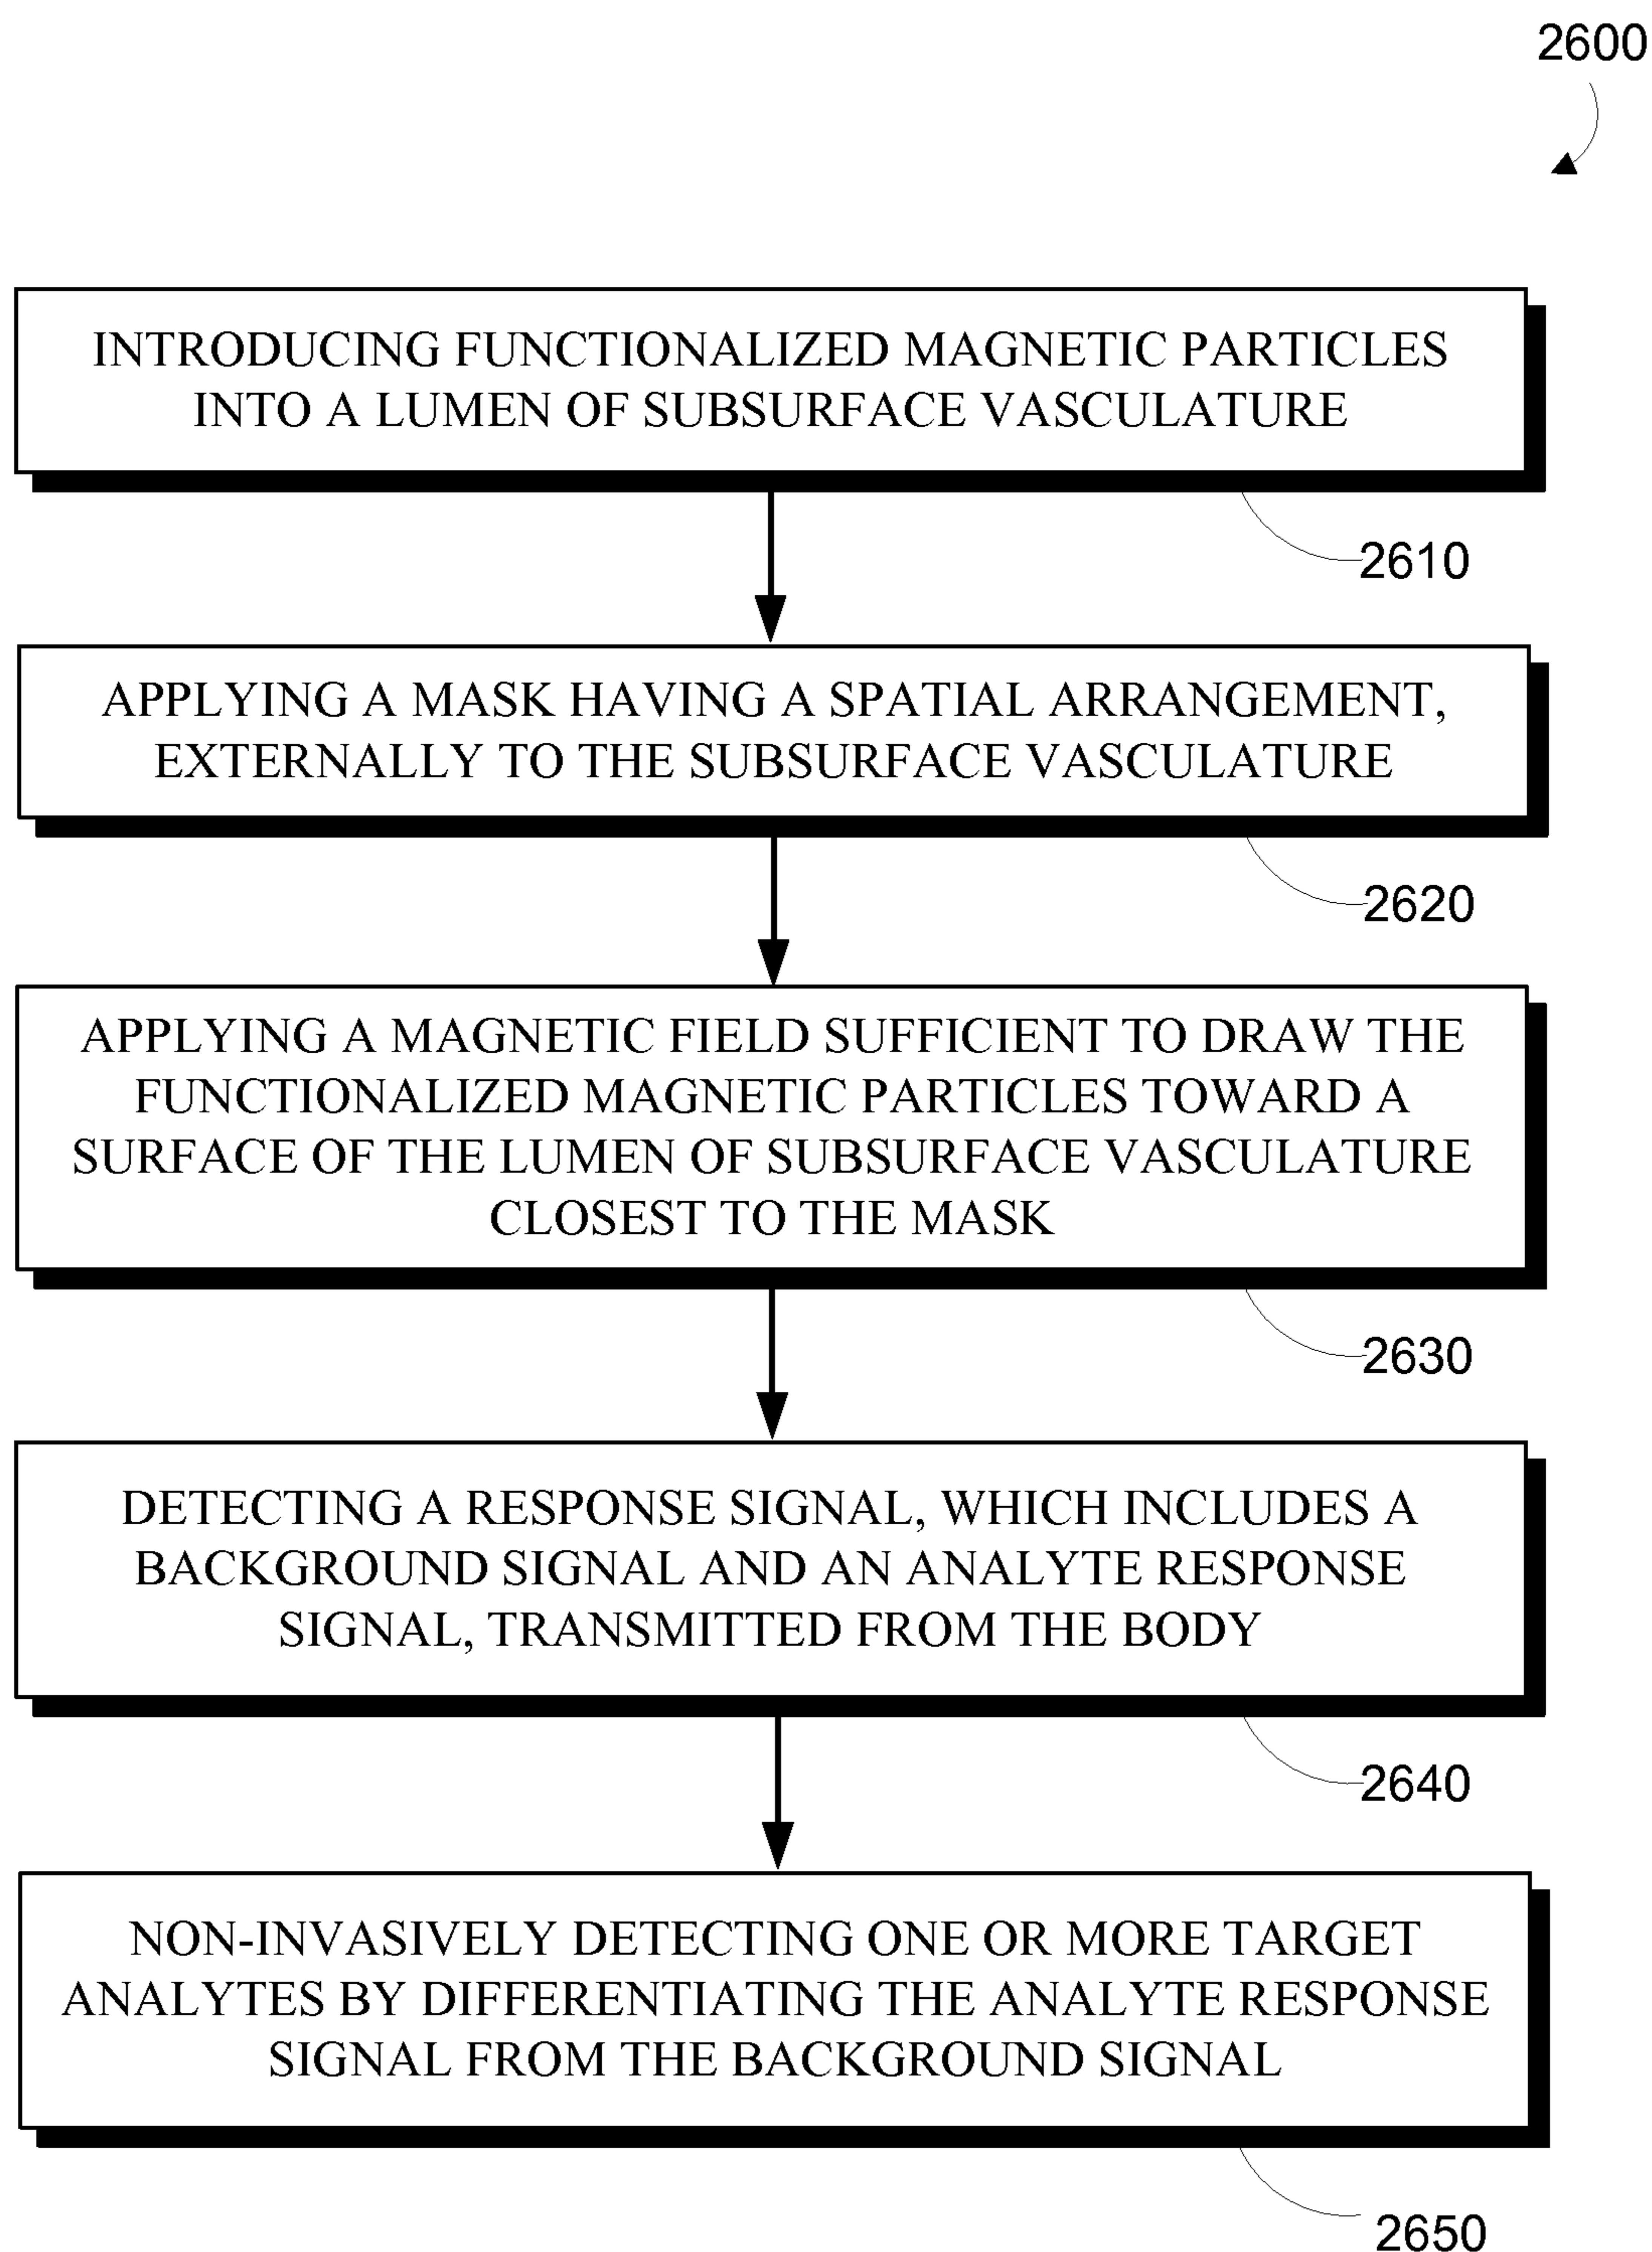 2600
INTRODUCING FUNCTIONALIZED MAGNETIC PARTICLES
INTO A LUMEN OF SUBSURFACE VASCULATURE
2610
APPLYING A MASK HAVING A SPATIAL ARRANGEMENT,
EXTERNALLY TO THE SUBSURFACE VASCULATURE
2620
APPLYING A MAGNETIC FIELD SUFFICIENT TO DRAW THE
FUNCTIONALIZED MAGNETIC PARTICLES TOWARD A
SURFACE OF THE LUMEN OF SUBSURFACE VASCULATURE
CLOSEST TO THE MASK
2630
DETECTING A RESPONSE SIGNAL, WHICH INCLUDES A
BACKGROUND SIGNAL AND AN ANALYTE RESPONSE
SIGNAL, TRANSMITTED FROM THE BODY
2640
NON-INVASIVELY DETECTING ONE OR MORE TARGET
ANALYTES BY DIFFERENTIATING THE ANALYTE RESPONSE
SIGNAL FROM THE BACKGROUND SIGNAL
2650